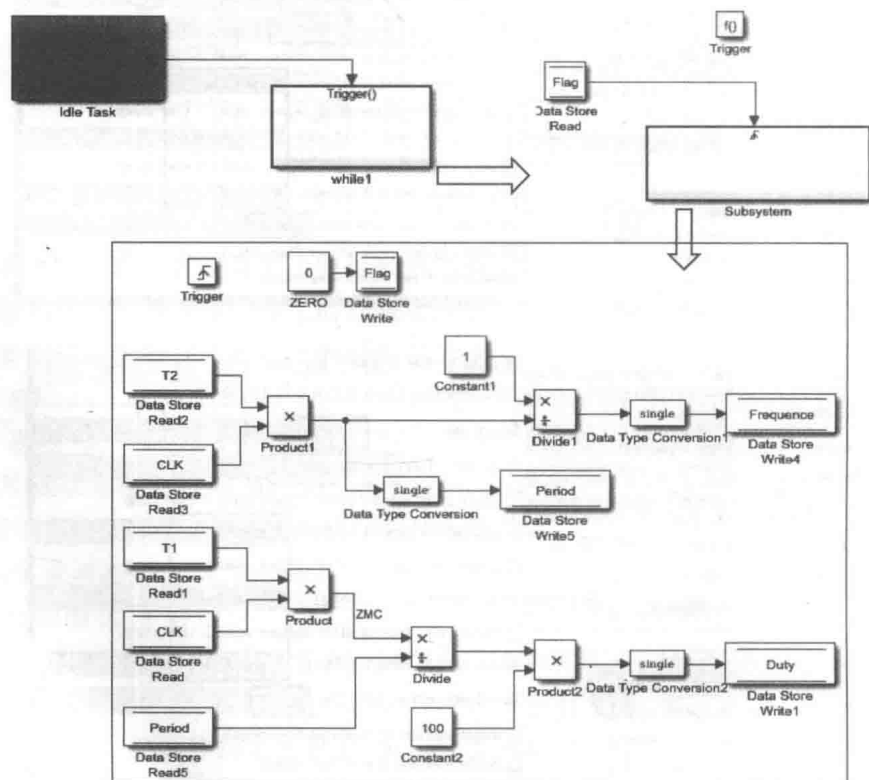 f()
Trigger
Idle Task
Trigger()
while1
Flag
Data Store
Read
Subsystem
Trigger
0
ZERO
Flag
Data Store
Write
T2
Data Store
Read2
CLK
Data Store
Read3
×
Product1
1
Constant1
×
÷
Divide1
single
Data Type Conversion1
Frequence
Data Store
Write4
single
Data Type Conversion
Period
Data Store
Write5
T1
Data Store
Read1
CLK
Data Store
Read
×
Product
ZMC
×
÷
Divide
Period
Data Store
Read5
100
Constant2
×
Product2
single
Data Type Conversion2
Duty
Data Store
Write1